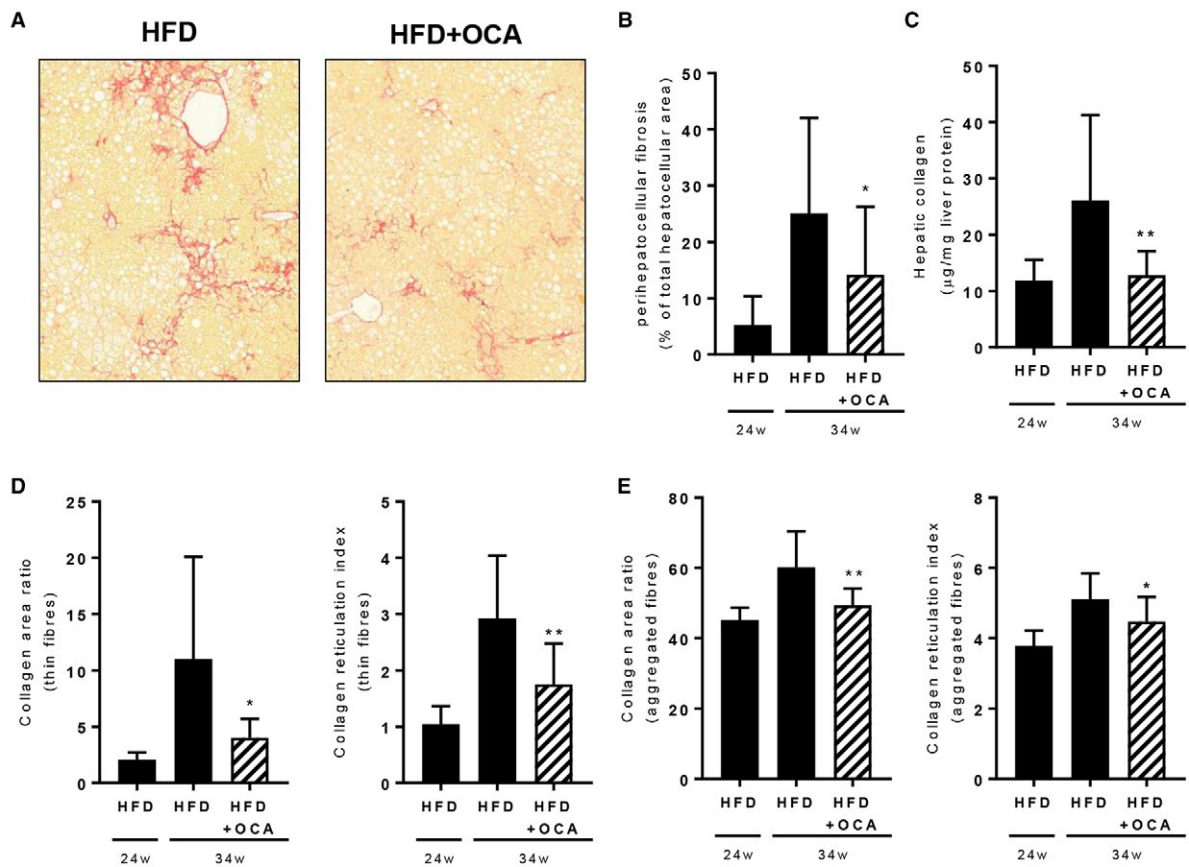 A
HFD
HFD+OCA
B
perihepatocellular fibrosis
(% of total hepatocellular area)
50
40
30
20
10
0
HFD
HFD
HFD
+OCA
24w
34w
C
Hepatic collagen
(µg/mg liver protein)
50
40
30
20
10
0
*
**
HFD
HFD
HFD
+OCA
24w
34w
D
Collagen area ratio
(thin fibres)
25
20
15
10
5
0
*
HFD
HFD
HFD
+OCA
24w
34w
Collagen reticulation index
(thin fibres)
5
4
3
2
1
0
**
HFD
HFD
HFD
+OCA
24w
34w
E
Collagen area ratio
(aggregated fibres)
80
60
40
20
0
**
HFD
HFD
HFD
+OCA
24w
34w
Collagen reticulation index
(aggregated fibres)
8
6
4
2
0
*
HFD
HFD
HFD
+OCA
24w
34w